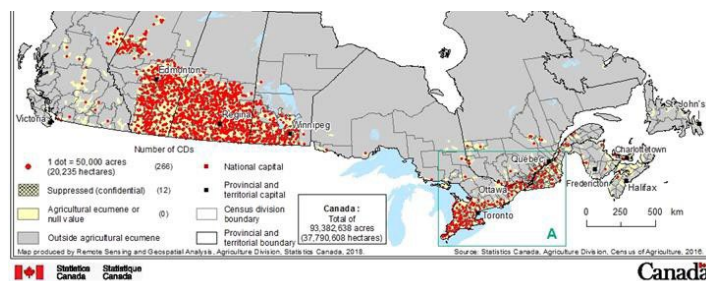 Edmonton
Regina
Winnipeg
Victoria
St. John's
Québec
Charlottetown
Fredericton
Halifax
Ottawa
Toronto
A
Number of CDs
1 dot = 50,000 acres
(20,235 hectares)
(266)
Suppressed (confidential)
(12)
Agricultural ecumene or
null value
(0)
Outside agricultural ecumene
National capital
Provincial and
territorial capital
Census division
boundary
Provincial and
territorial boundary
Canada :
Total of
93,382,638 acres
(37,790,608 hectares)
0 250 500
km
Map produced by Remote Sensing and Geospatial Analysis, Agriculture Division, Statistics Canada, 2018.
Source: Statistics Canada, Agriculture Division, Census of Agriculture, 2016.
Statistics Statistique
Canada Canada
Canada